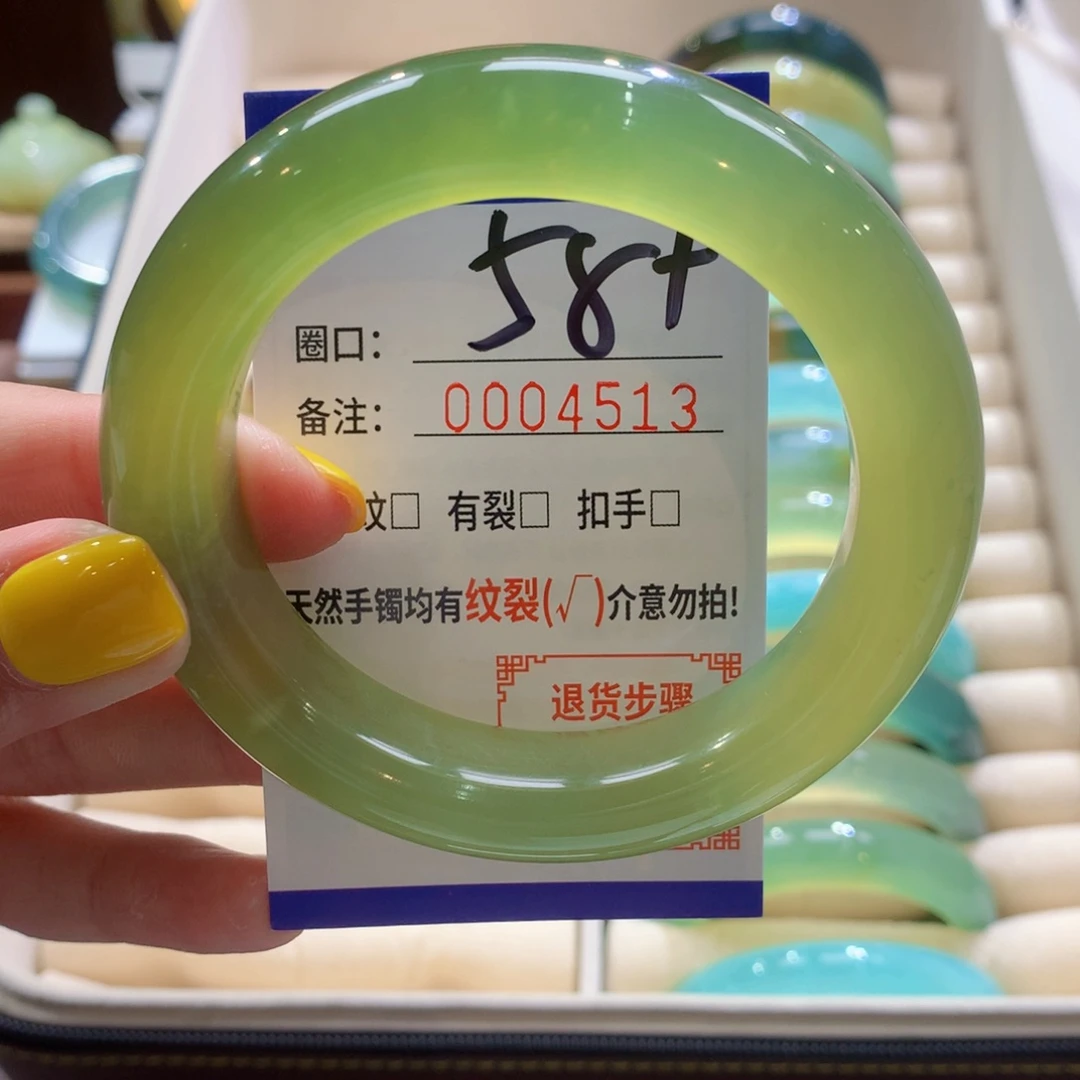 圈口： 58+
备注： 0004513
纹□ 有裂□ 扣手□
天然手镯均有纹裂(√)介意勿拍!
退货步骤